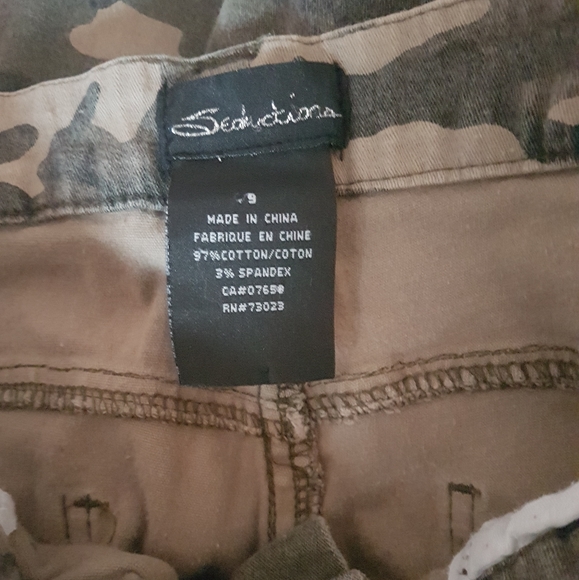 Seductions
9
MADE IN CHINA
FABRIQUE EN CHINE
97%COTTON/COTON
3% SPANDEX
CA#07650
RN#73023